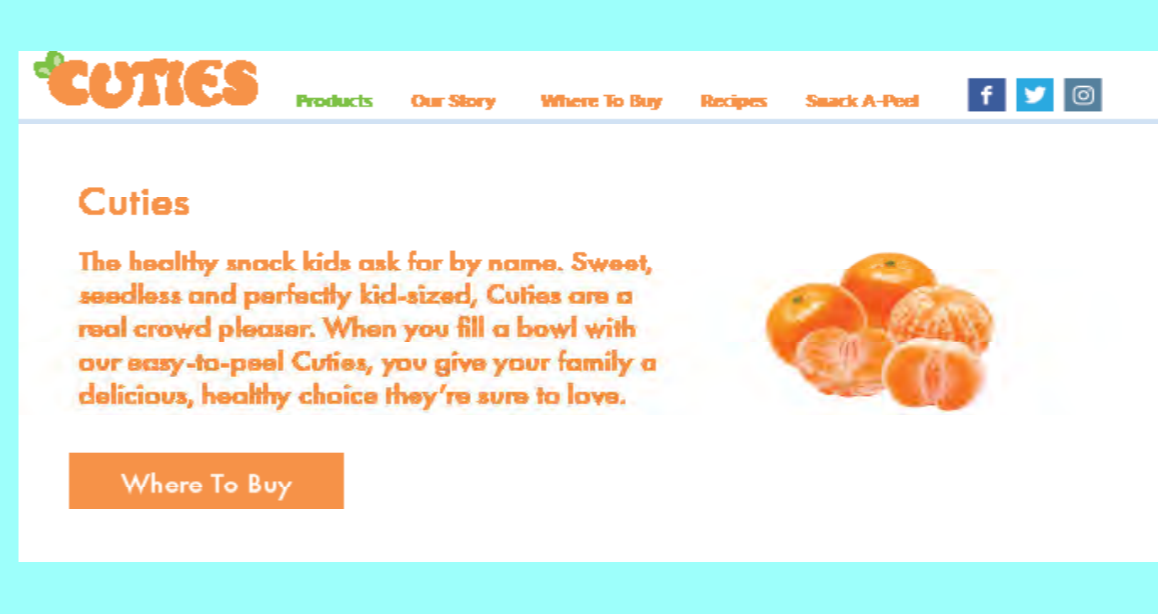 CUTIES
Products Our Story Where To Buy Recipes Snack A-Peel
Cuties
The healthy snack kids ask for by name. Sweet,
seedless and perfectly kid-sized, Cuties are a
real crowd pleaser. When you fill a bowl with
our easy-to-peel Cuties, you give your family a
delicious, healthy choice they're sure to love.
Where To Buy